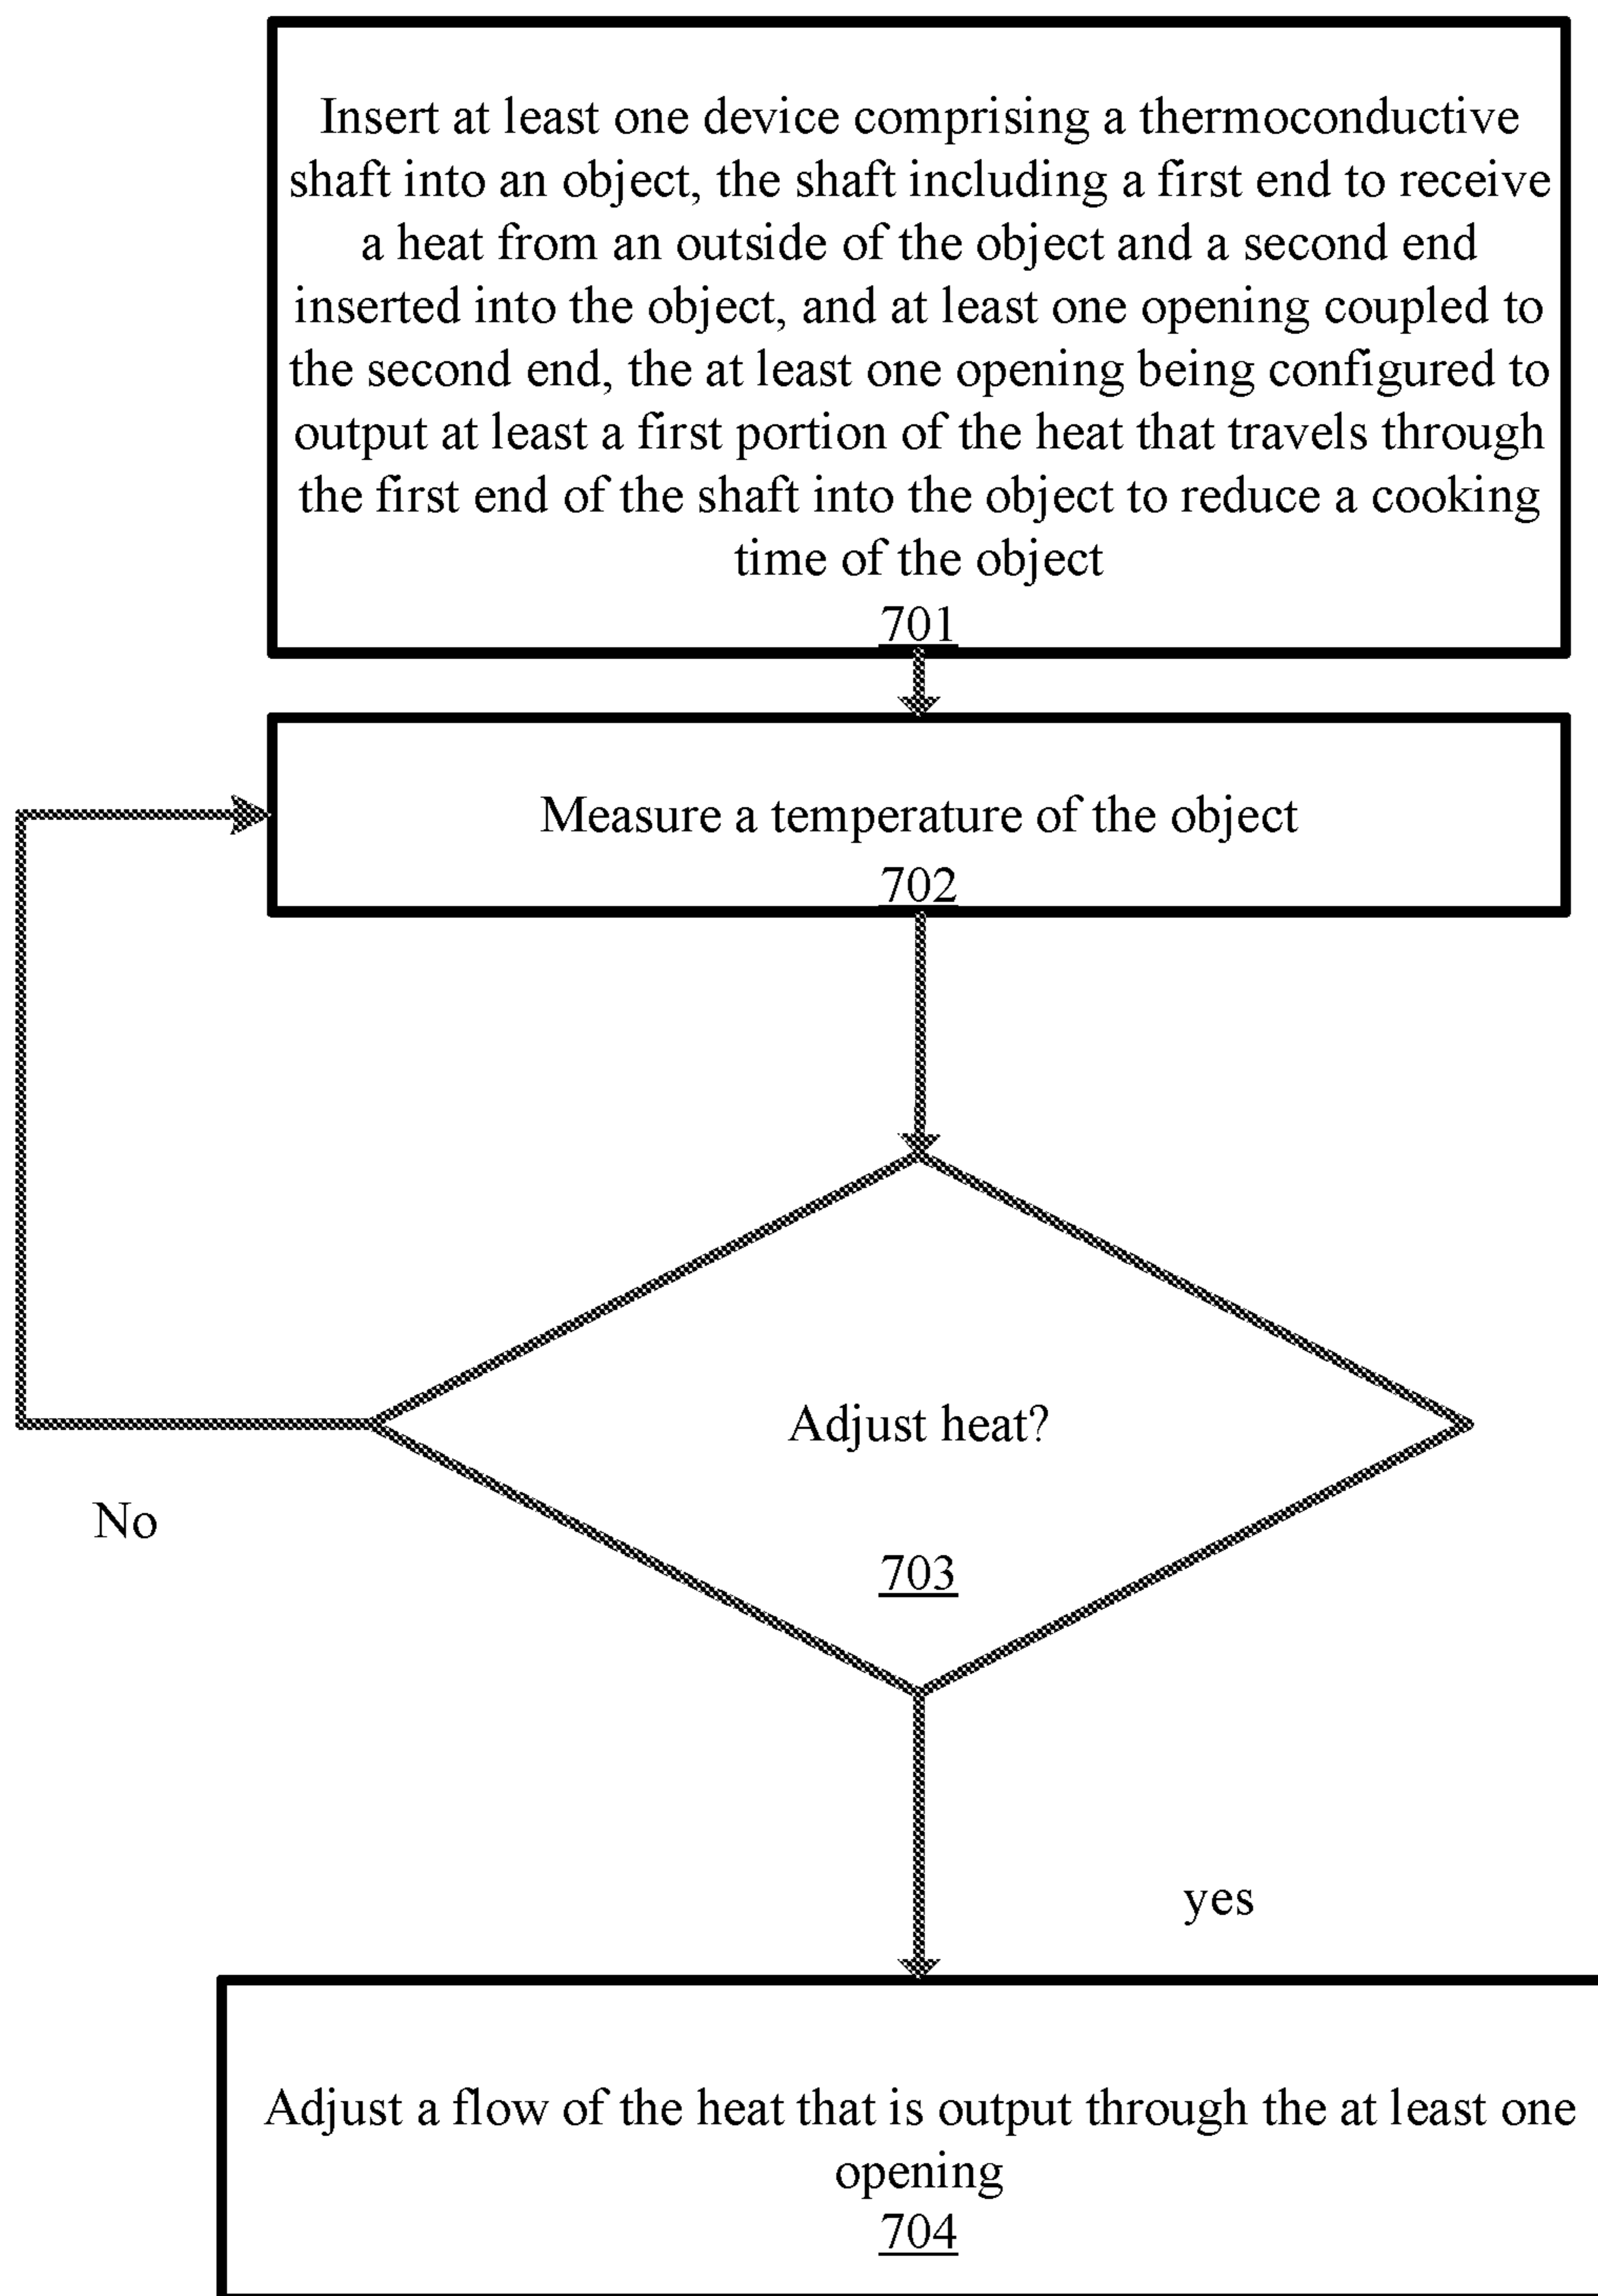 Insert at least one device comprising a thermoconductive
shaft into an object, the shaft including a first end to receive
a heat from an outside of the object and a second end
inserted into the object, and at least one opening coupled to
the second end, the at least one opening being configured to
output at least a first portion of the heat that travels through
the first end of the shaft into the object to reduce a cooking
time of the object
701
Measure a temperature of the object
702
Adjust heat?
No
703
yes
Adjust a flow of the heat that is output through the at least one
opening
704